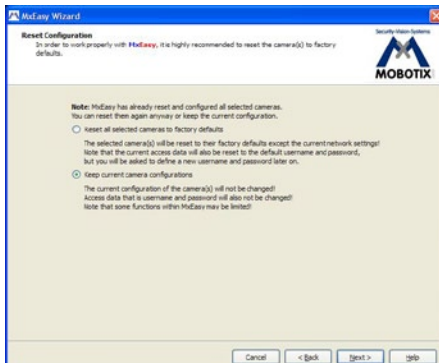 MxEasy Wizard
Reset Configuration
In order to work properly with MxEasy, it is highly recommended to reset the camera(s) to factory
defaults.
Security-Vision-Systems
MOBOTIX
Note: MxEasy has already reset and configured all selected cameras.
You can reset them again anyway or keep the current configuration.
Reset all selected cameras to factory defaults
The selected camera(s) will be reset to their factory defaults except the current network settings!
Note that the current access data will also be reset to the default username and password,
but you will be asked to define a new username and password later on.
Keep current camera configurations
The current configuration of the camera(s) will not be changed!
Access data that is username and password will also not be changed!
Note that some functions within MxEasy may be limited!
Cancel
< Back
Next >
Help